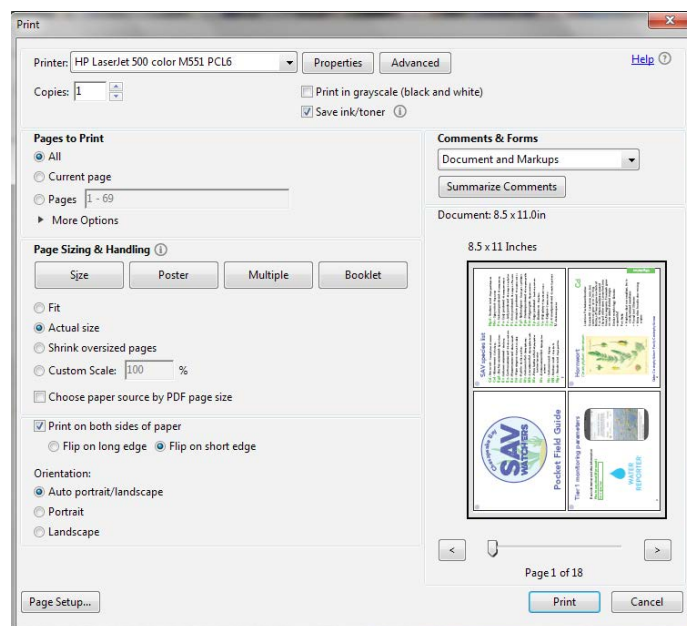 Print
Printer: HP LaserJet 500 color M551 PCL6 Properties Advanced Help
Copies: 1 Print in grayscale (black and white)
Save ink/toner
Pages to Print
All
Current page
Pages 1 - 69
More Options
Comments & Forms
Document and Markups
Summarize Comments
Page Sizing & Handling
Size Poster Multiple Booklet
Fit
Actual size
Shrink oversized pages
Custom Scale: 100 %
Choose paper source by PDF page size
Print on both sides of paper
Flip on long edge Flip on short edge
Orientation:
Auto portrait/landscape
Portrait
Landscape
Document: 8.5 x 11.0in
8.5 x 11 Inches
SAV species list
Hornwort
Cd
SAV
WATCHERS
Pocket Field Guide
Tier 1 monitoring parameters
WATER
REPORTER
< >
Page 1 of 18
Page Setup... Print Cancel